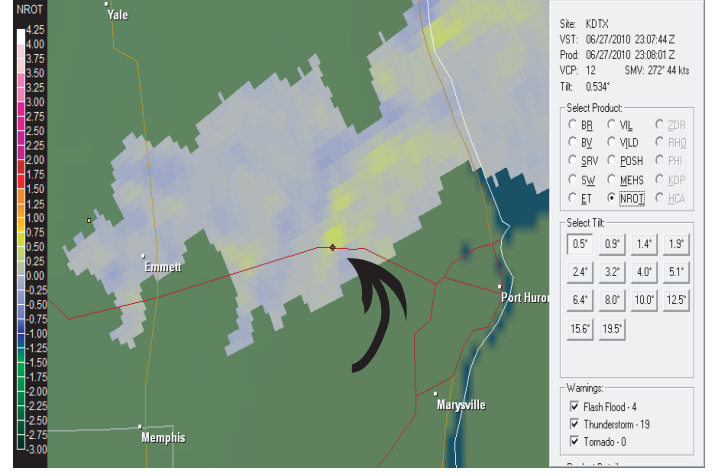 NROT
4.25
4.00
3.75
3.50
3.25
3.00
2.75
2.50
2.25
2.00
1.75
1.50
1.25
1.00
0.75
0.50
0.25
0.00
-0.25
-0.50
-0.75
-1.00
-1.25
-1.50
-1.75
-2.00
-2.25
-2.50
-2.75
-3.00
Yale
Emmett
Port Huron
Marysville
Memphis
Site: KDTX
VST: 06/27/2010 23:07:44 Z
Prod: 06/27/2010 23:08:01 Z
VCP: 12 SMV: 272° 44 kts
Tilt: 0.534°
Select Product:
BR VIL ZDR
BV VILD RHO
SRV POSH PHI
SW MEHS KDP
ET NROT HCA
Select Tilt:
0.5° 0.9° 1.4° 1.9°
2.4° 3.2° 4.0° 5.1°
6.4° 8.0° 10.0° 12.5°
15.6° 19.5°
Warnings:
Flash Flood - 4
Thunderstorm - 19
Tornado - 0